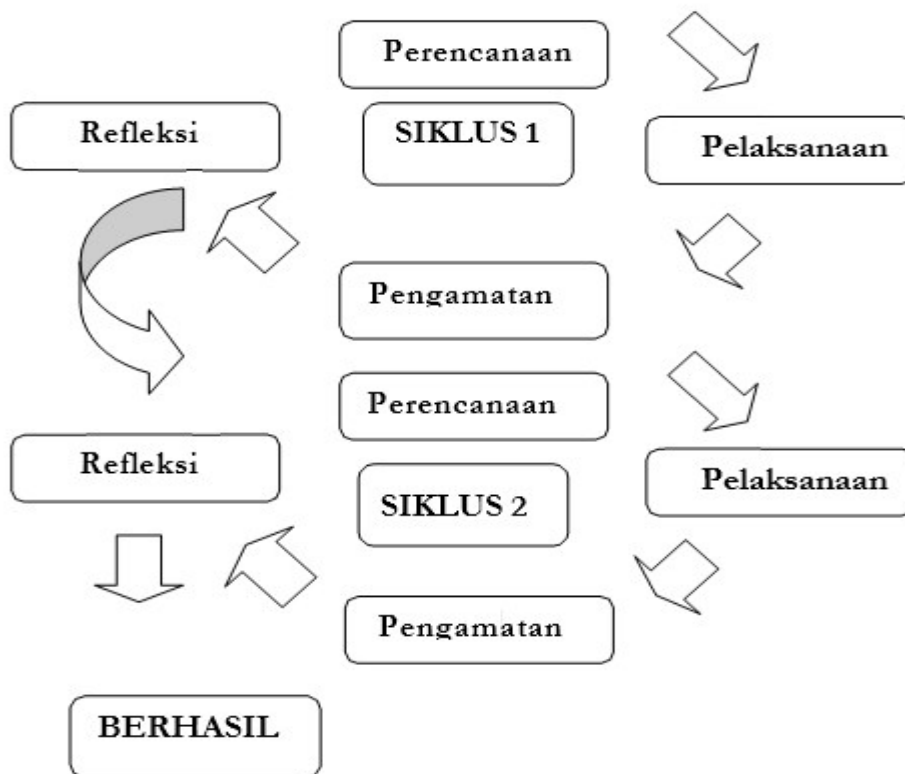 Perencanaan
Refleksi
SIKLUS 1
Pelaksanaan
Pengamatan
Perencanaan
Refleksi
Pelaksanaan
SIKLUS 2
Pengamatan
BERHASIL